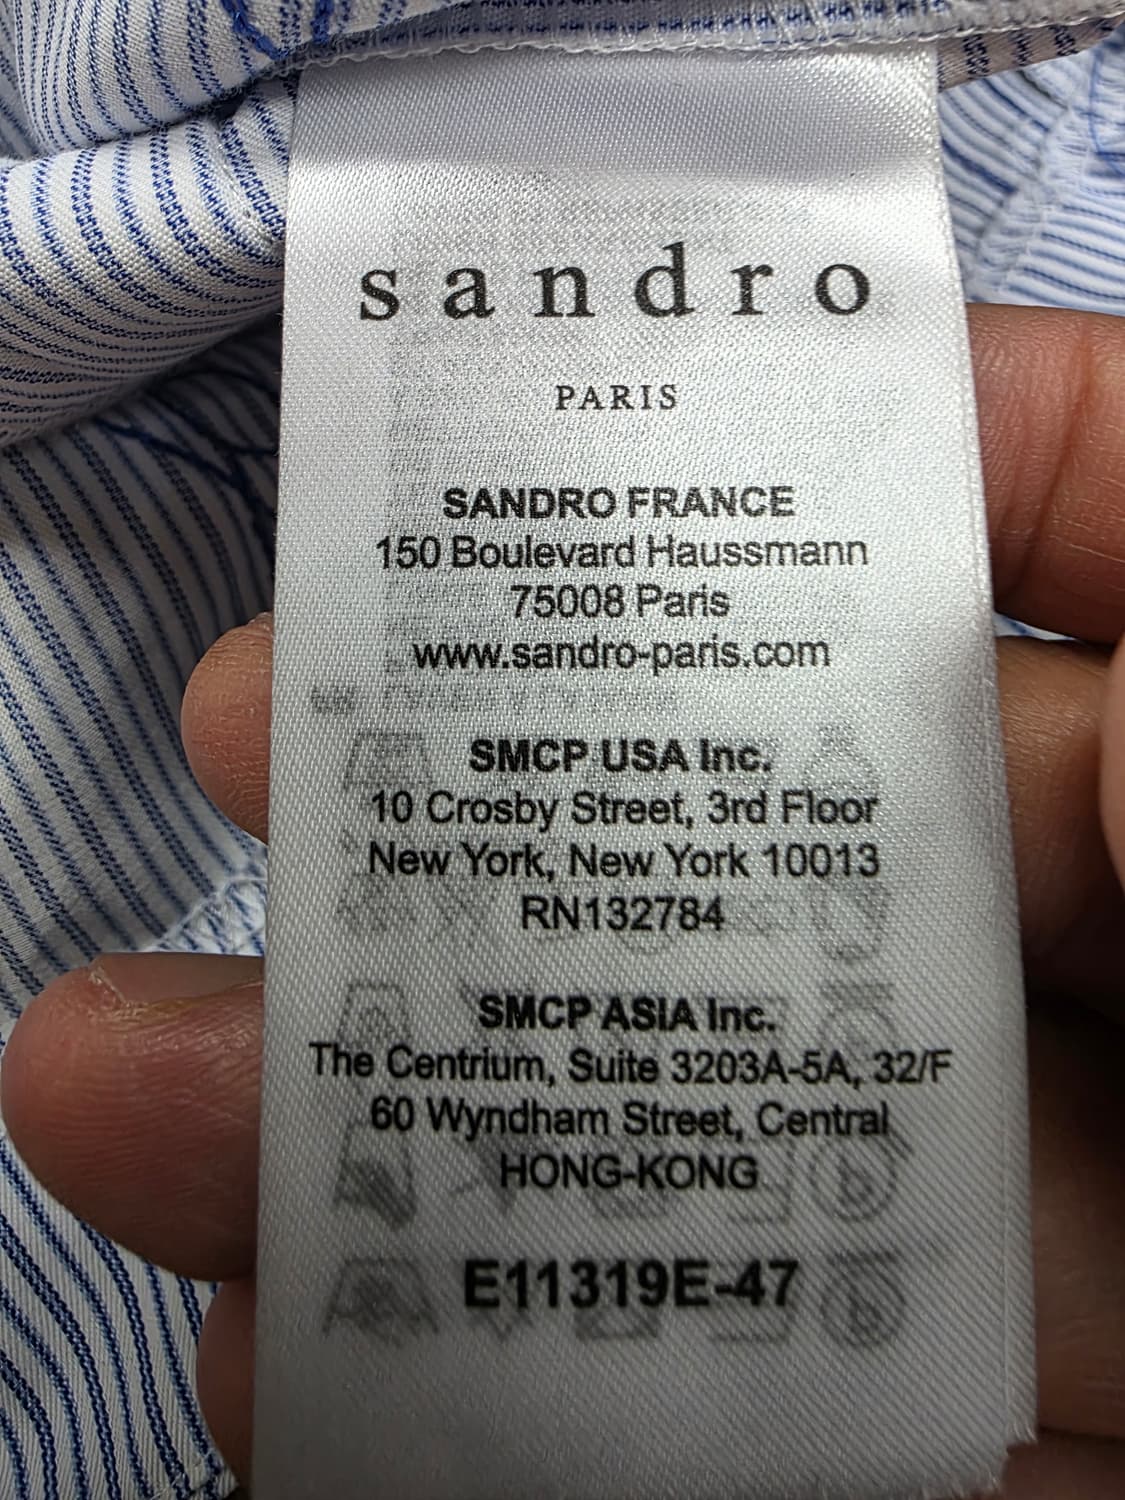 sandro
PARIS
SANDRO FRANCE
150 Boulevard Haussmann
75008 Paris
www.sandro-paris.com
SMCP USA Inc.
10 Crosby Street, 3rd Floor
New York, New York 10013
RN132784
SMCP ASIA Inc.
The Centrium, Suite 3203A-5A, 32/F
60 Wyndham Street, Central
HONG-KONG
E11319E-47